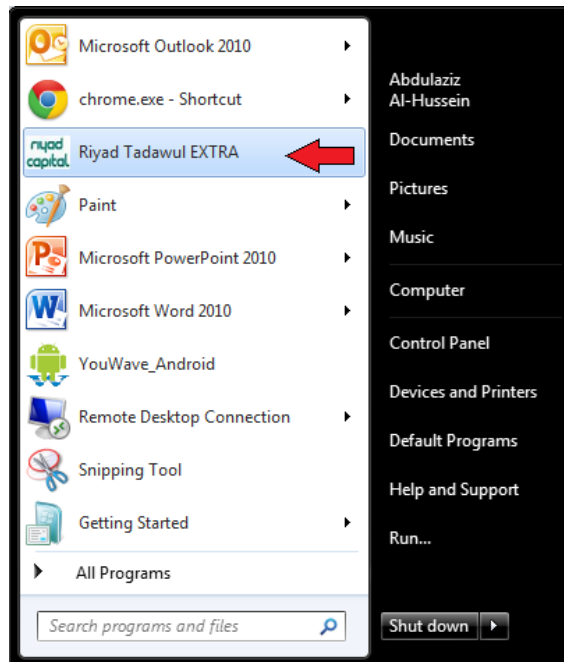 Microsoft Outlook 2010
chrome.exe - Shortcut
riyad
capital
Riyad Tadawul EXTRA
Paint
Microsoft PowerPoint 2010
Microsoft Word 2010
YouWave_Android
Remote Desktop Connection
Snipping Tool
Getting Started
All Programs
Search programs and files
Abdulaziz
Al-Hussein
Documents
Pictures
Music
Computer
Control Panel
Devices and Printers
Default Programs
Help and Support
Run...
Shut down